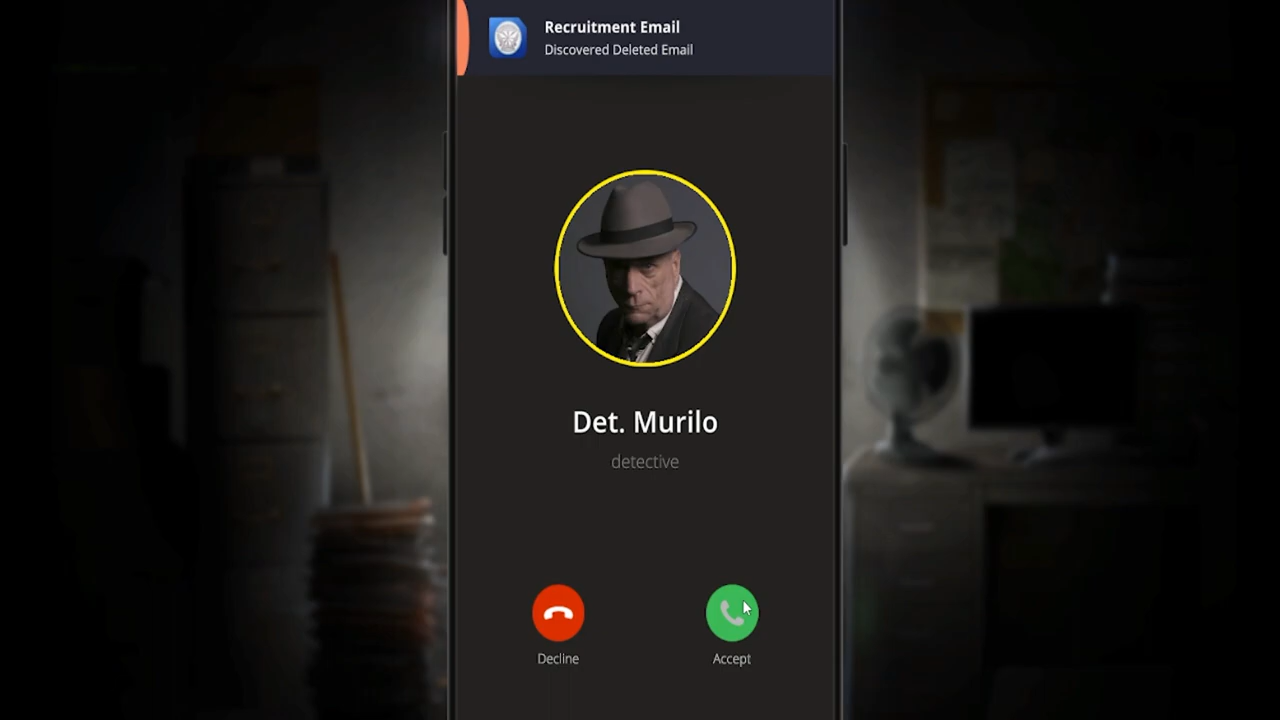 Recruitment Email
Discovered Deleted Email
Det. Murilo
detective
Decline
Accept